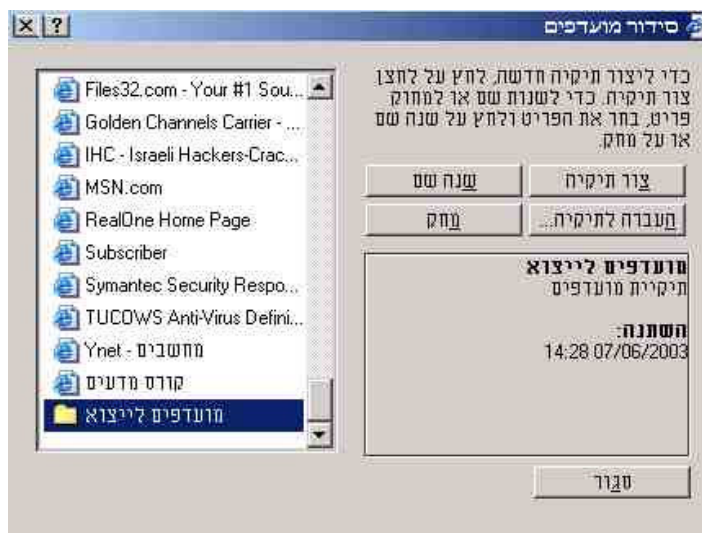 סידור מועדפים
כדי ליצור תיקיה חדשה, לחץ על לחצן
צור תיקיה. כדי לשנות שם או למחוק
פריט, בחר את הפריט ולחץ על שנה שם
או על מחק.
צור תיקיה
שנה שם
העברה לתיקיה...
מחק
מועדפים לייצוא
תיקיית מועדפים
השתנה:
14:28 07/06/2003
סגור
Files32.com - Your #1 Sou...
Golden Channels Carrier - ...
IHC - Israeli Hackers-Crac...
MSN.com
RealOne Home Page
Subscriber
Symantec Security Respo...
TUCOWS Anti-Virus Defini...
Ynet - מחשבים
קורס מדעים
מועדפים לייצוא